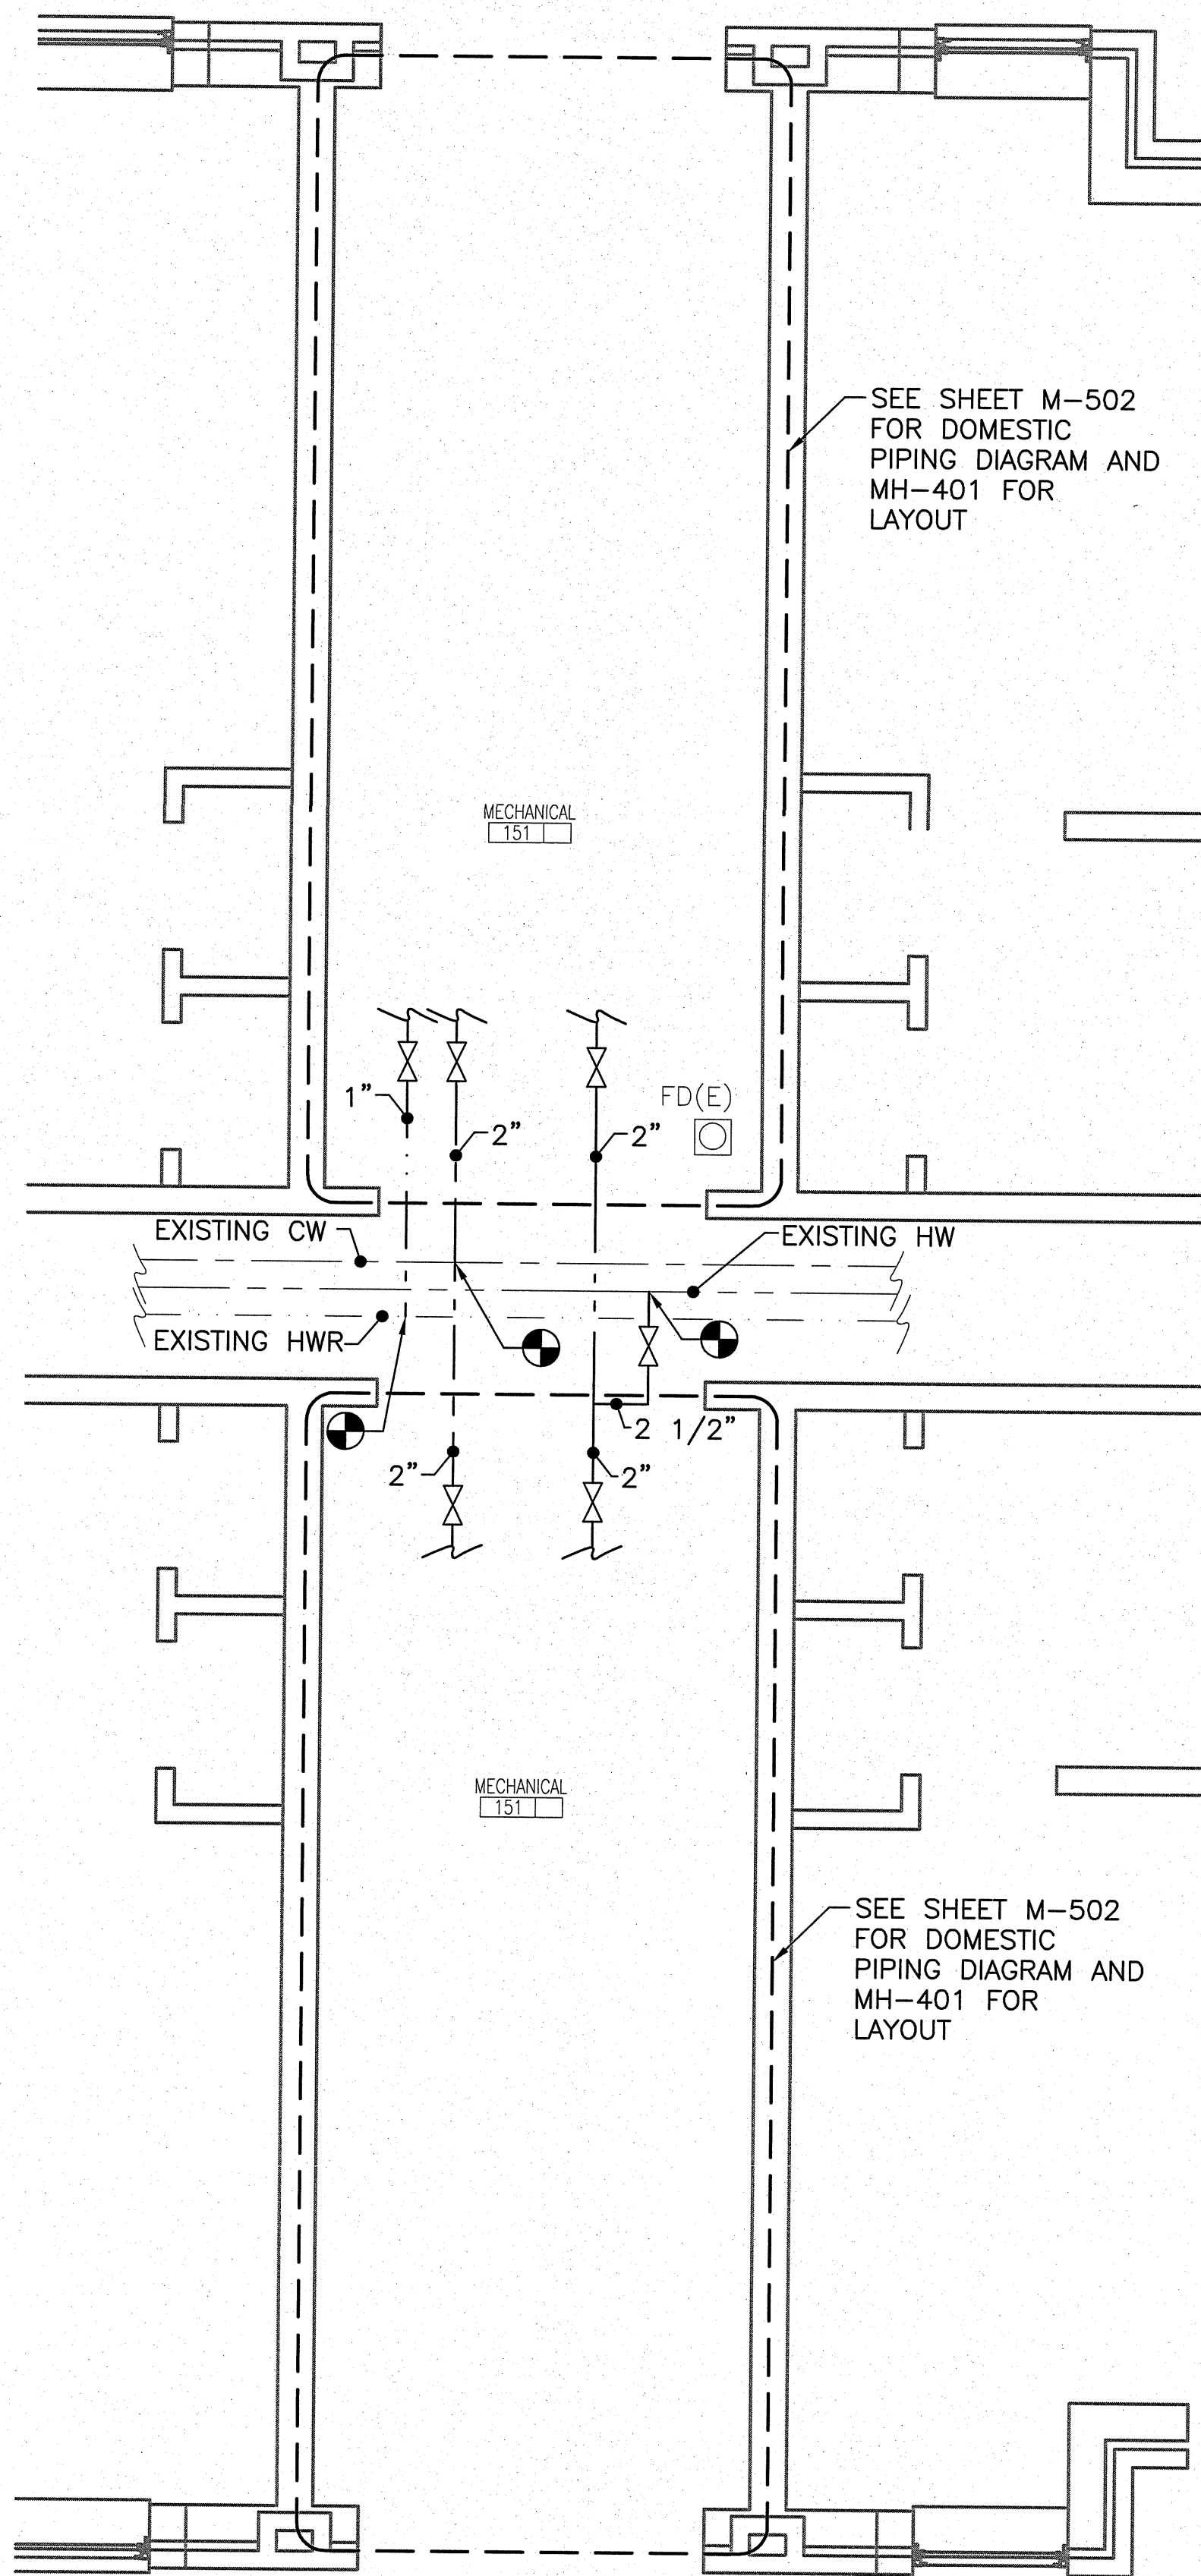 SEE SHEET M-502
FOR DOMESTIC
PIPING DIAGRAM AND
MH-401 FOR
LAYOUT
MECHANICAL
151
1"
2"
2"
FD(E)
EXISTING CW
EXISTING HW
EXISTING HWR
2 1/2"
2"
2"
MECHANICAL
151
SEE SHEET M-502
FOR DOMESTIC
PIPING DIAGRAM AND
MH-401 FOR
LAYOUT